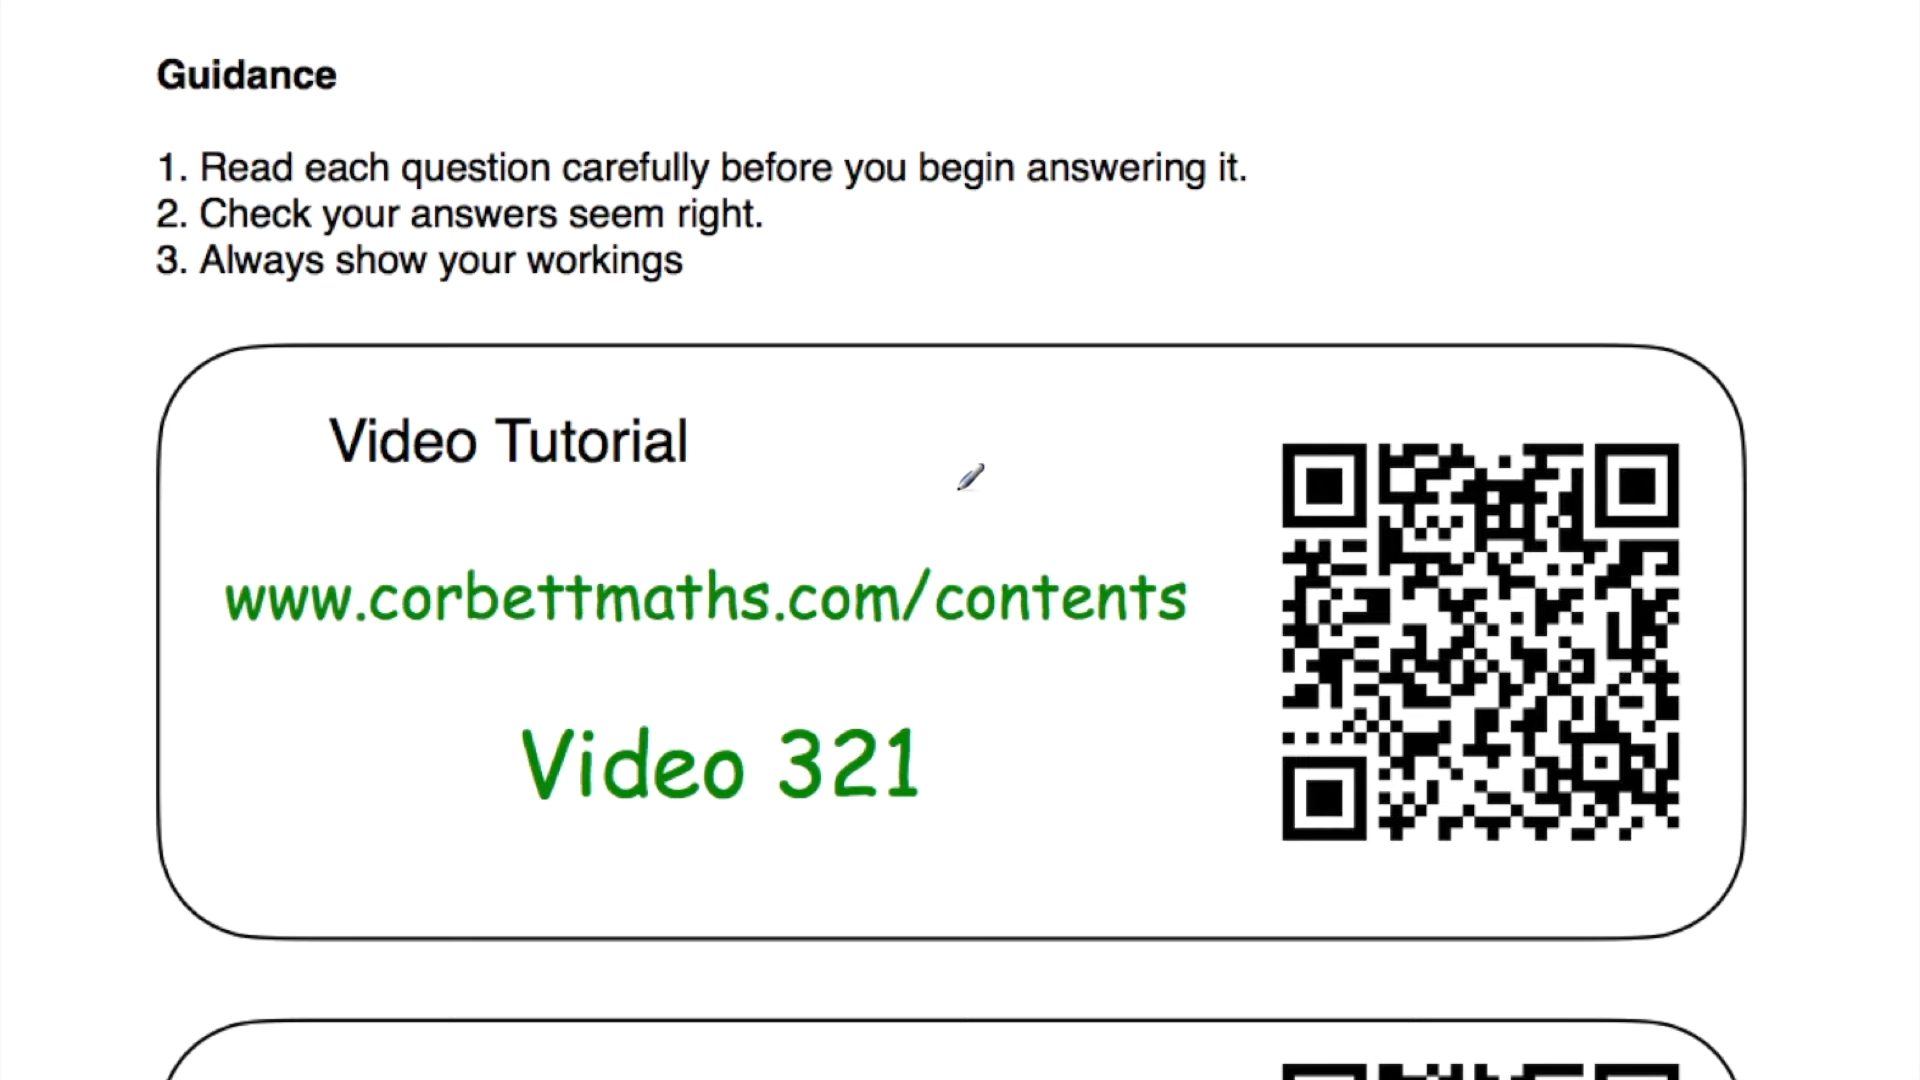 Guidance
1. Read each question carefully before you begin answering it.
2. Check your answers seem right.
3. Always show your workings
Video Tutorial
www.corbettmaths.com/contents
Video 321